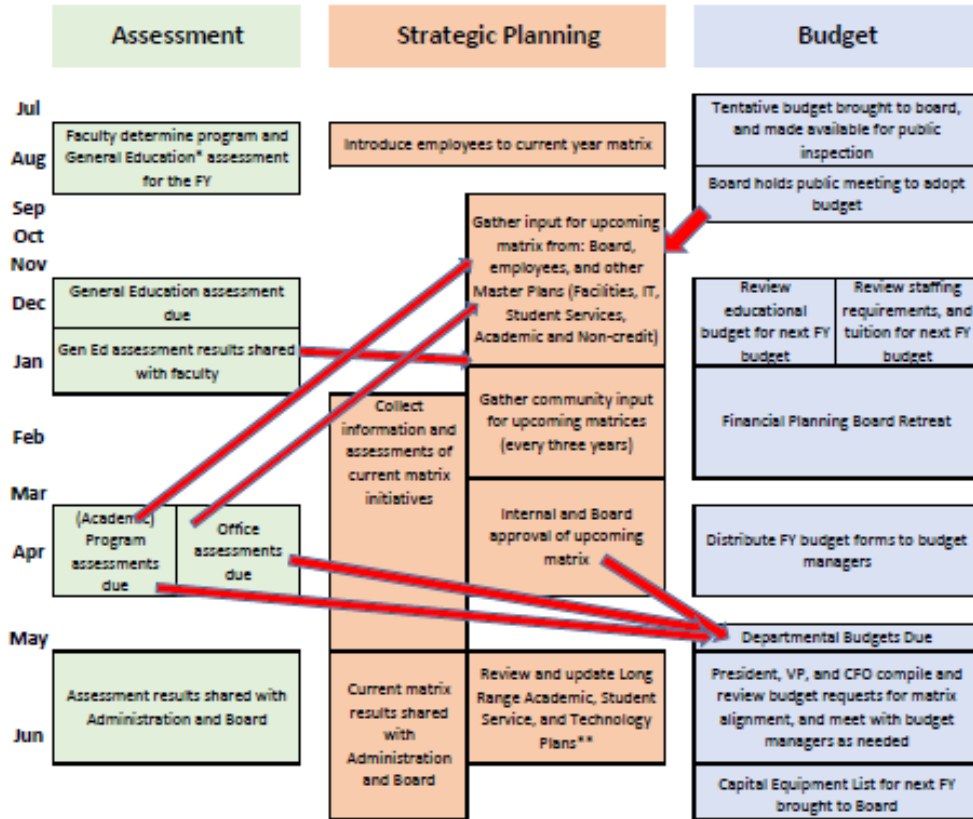 Assessment
Strategic Planning
Budget
Jul
Aug
Sep
Oct
Nov
Dec
Jan
Feb
Mar
Apr
May
Jun
Faculty determine program and
General Education* assessment
for the FY
General Education assessment
due
Gen Ed assessment results shared
with faculty
(Academic)
Program
assessments
due
Office
assessments
due
Assessment results shared with
Administration and Board
Introduce employees to current year matrix
Gather input for upcoming
matrix from: Board,
employees, and other
Master Plans (Facilities, IT,
Student Services,
Academic and Non-credit)
Collect
information and
assessments of
current matrix
initiatives
Gather community input
for upcoming matrices
(every three years)
Internal and Board
approval of upcoming
matrix
Current matrix
results shared
with
Administration
and Board
Review and update Long
Range Academic, Student
Service, and Technology
Plans**
Tentative budget brought to board,
and made available for public
inspection
Board holds public meeting to adopt
budget
Review
educational
budget for next FY
budget
Review staffing
requirements, and
tuition for next FY
budget
Financial Planning Board Retreat
Distribute FY budget forms to budget
managers
Departmental Budgets Due
President, VP, and CFO compile and
review budget requests for matrix
alignment, and meet with budget
managers as needed
Capital Equipment List for next FY
brought to Board